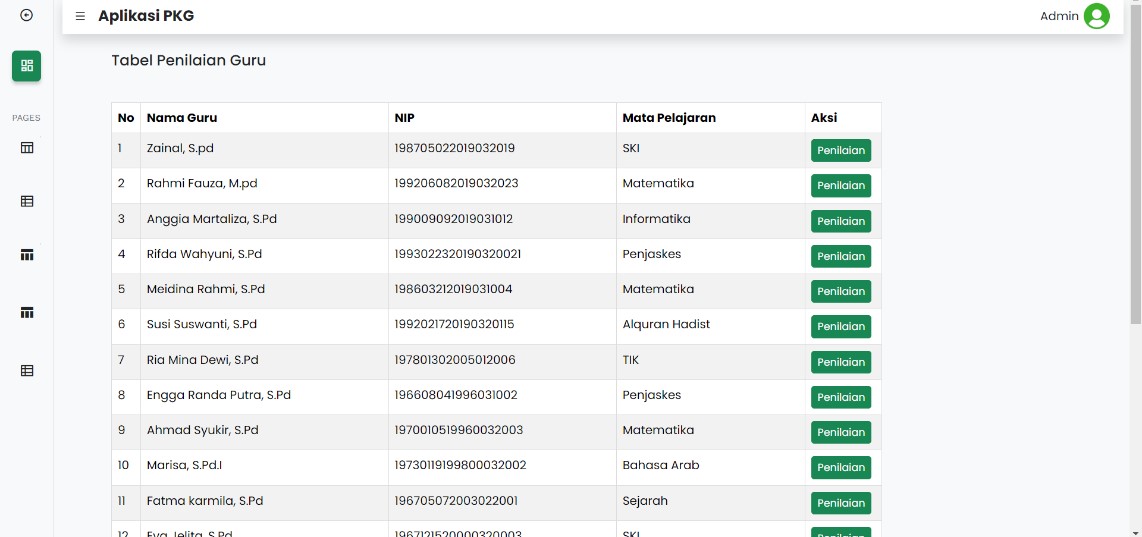 Aplikasi PKG
Admin
PAGES
Tabel Penilaian Guru
No Nama Guru NIP Mata Pelajaran Aksi
1 Zainal, S.pd 198705022019032019 SKI Penilaian
2 Rahmi Fauza, M.pd 199206082019032023 Matematika Penilaian
3 Anggia Martaliza, S.Pd 199009092019031012 Informatika Penilaian
4 Rifda Wahyuni, S.Pd 1993022320190320021 Penjaskes Penilaian
5 Meidina Rahmi, S.Pd 198603212019031004 Matematika Penilaian
6 Susi Suswanti, S.Pd 1992021720190320115 Alquran Hadist Penilaian
7 Ria Mina Dewi, S.Pd 197801302005012006 TIK Penilaian
8 Engga Randa Putra, S.Pd 196608041996031002 Penjaskes Penilaian
9 Ahmad Syukir, S.Pd 1970010519960032003 Matematika Penilaian
10 Marisa, S.Pd.I 19730119199800032002 Bahasa Arab Penilaian
11 Fatma karmila, S.Pd 196705072003022001 Sejarah Penilaian
12 Eva Jelita, S.Pd 1967121520000320003 SKI Penilaian